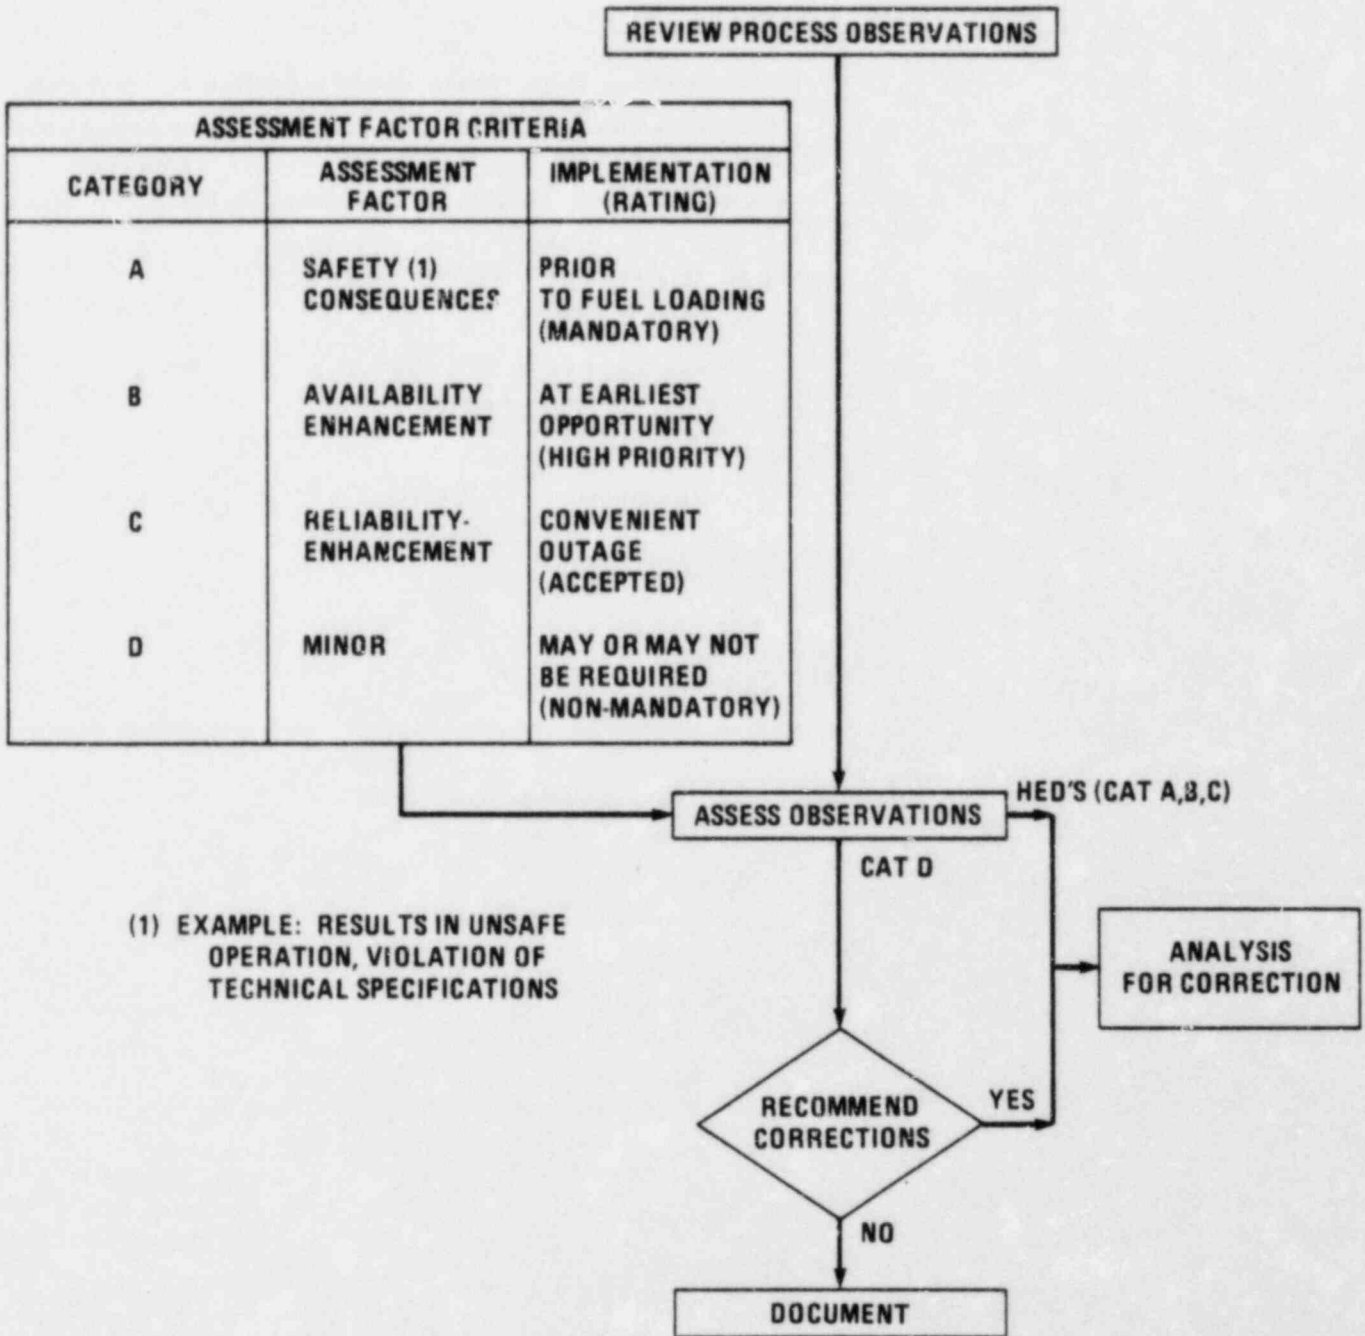 REVIEW PROCESS OBSERVATIONS
ASSESSMENT FACTOR CRITERIA
CATEGORY
ASSESSMENT
FACTOR
IMPLEMENTATION
(RATING)
A
SAFETY (1)
CONSEQUENCES
PRIOR
TO FUEL LOADING
(MANDATORY)
B
AVAILABILITY
ENHANCEMENT
AT EARLIEST
OPPORTUNITY
(HIGH PRIORITY)
C
RELIABILITY-
ENHANCEMENT
CONVENIENT
OUTAGE
(ACCEPTED)
D
MINOR
MAY OR MAY NOT
BE REQUIRED
(NON-MANDATORY)
ASSESS OBSERVATIONS
HED'S (CAT A,B,C)
CAT D
(1) EXAMPLE: RESULTS IN UNSAFE
OPERATION, VIOLATION OF
TECHNICAL SPECIFICATIONS
ANALYSIS
FOR CORRECTION
RECOMMEND
CORRECTIONS
YES
NO
DOCUMENT